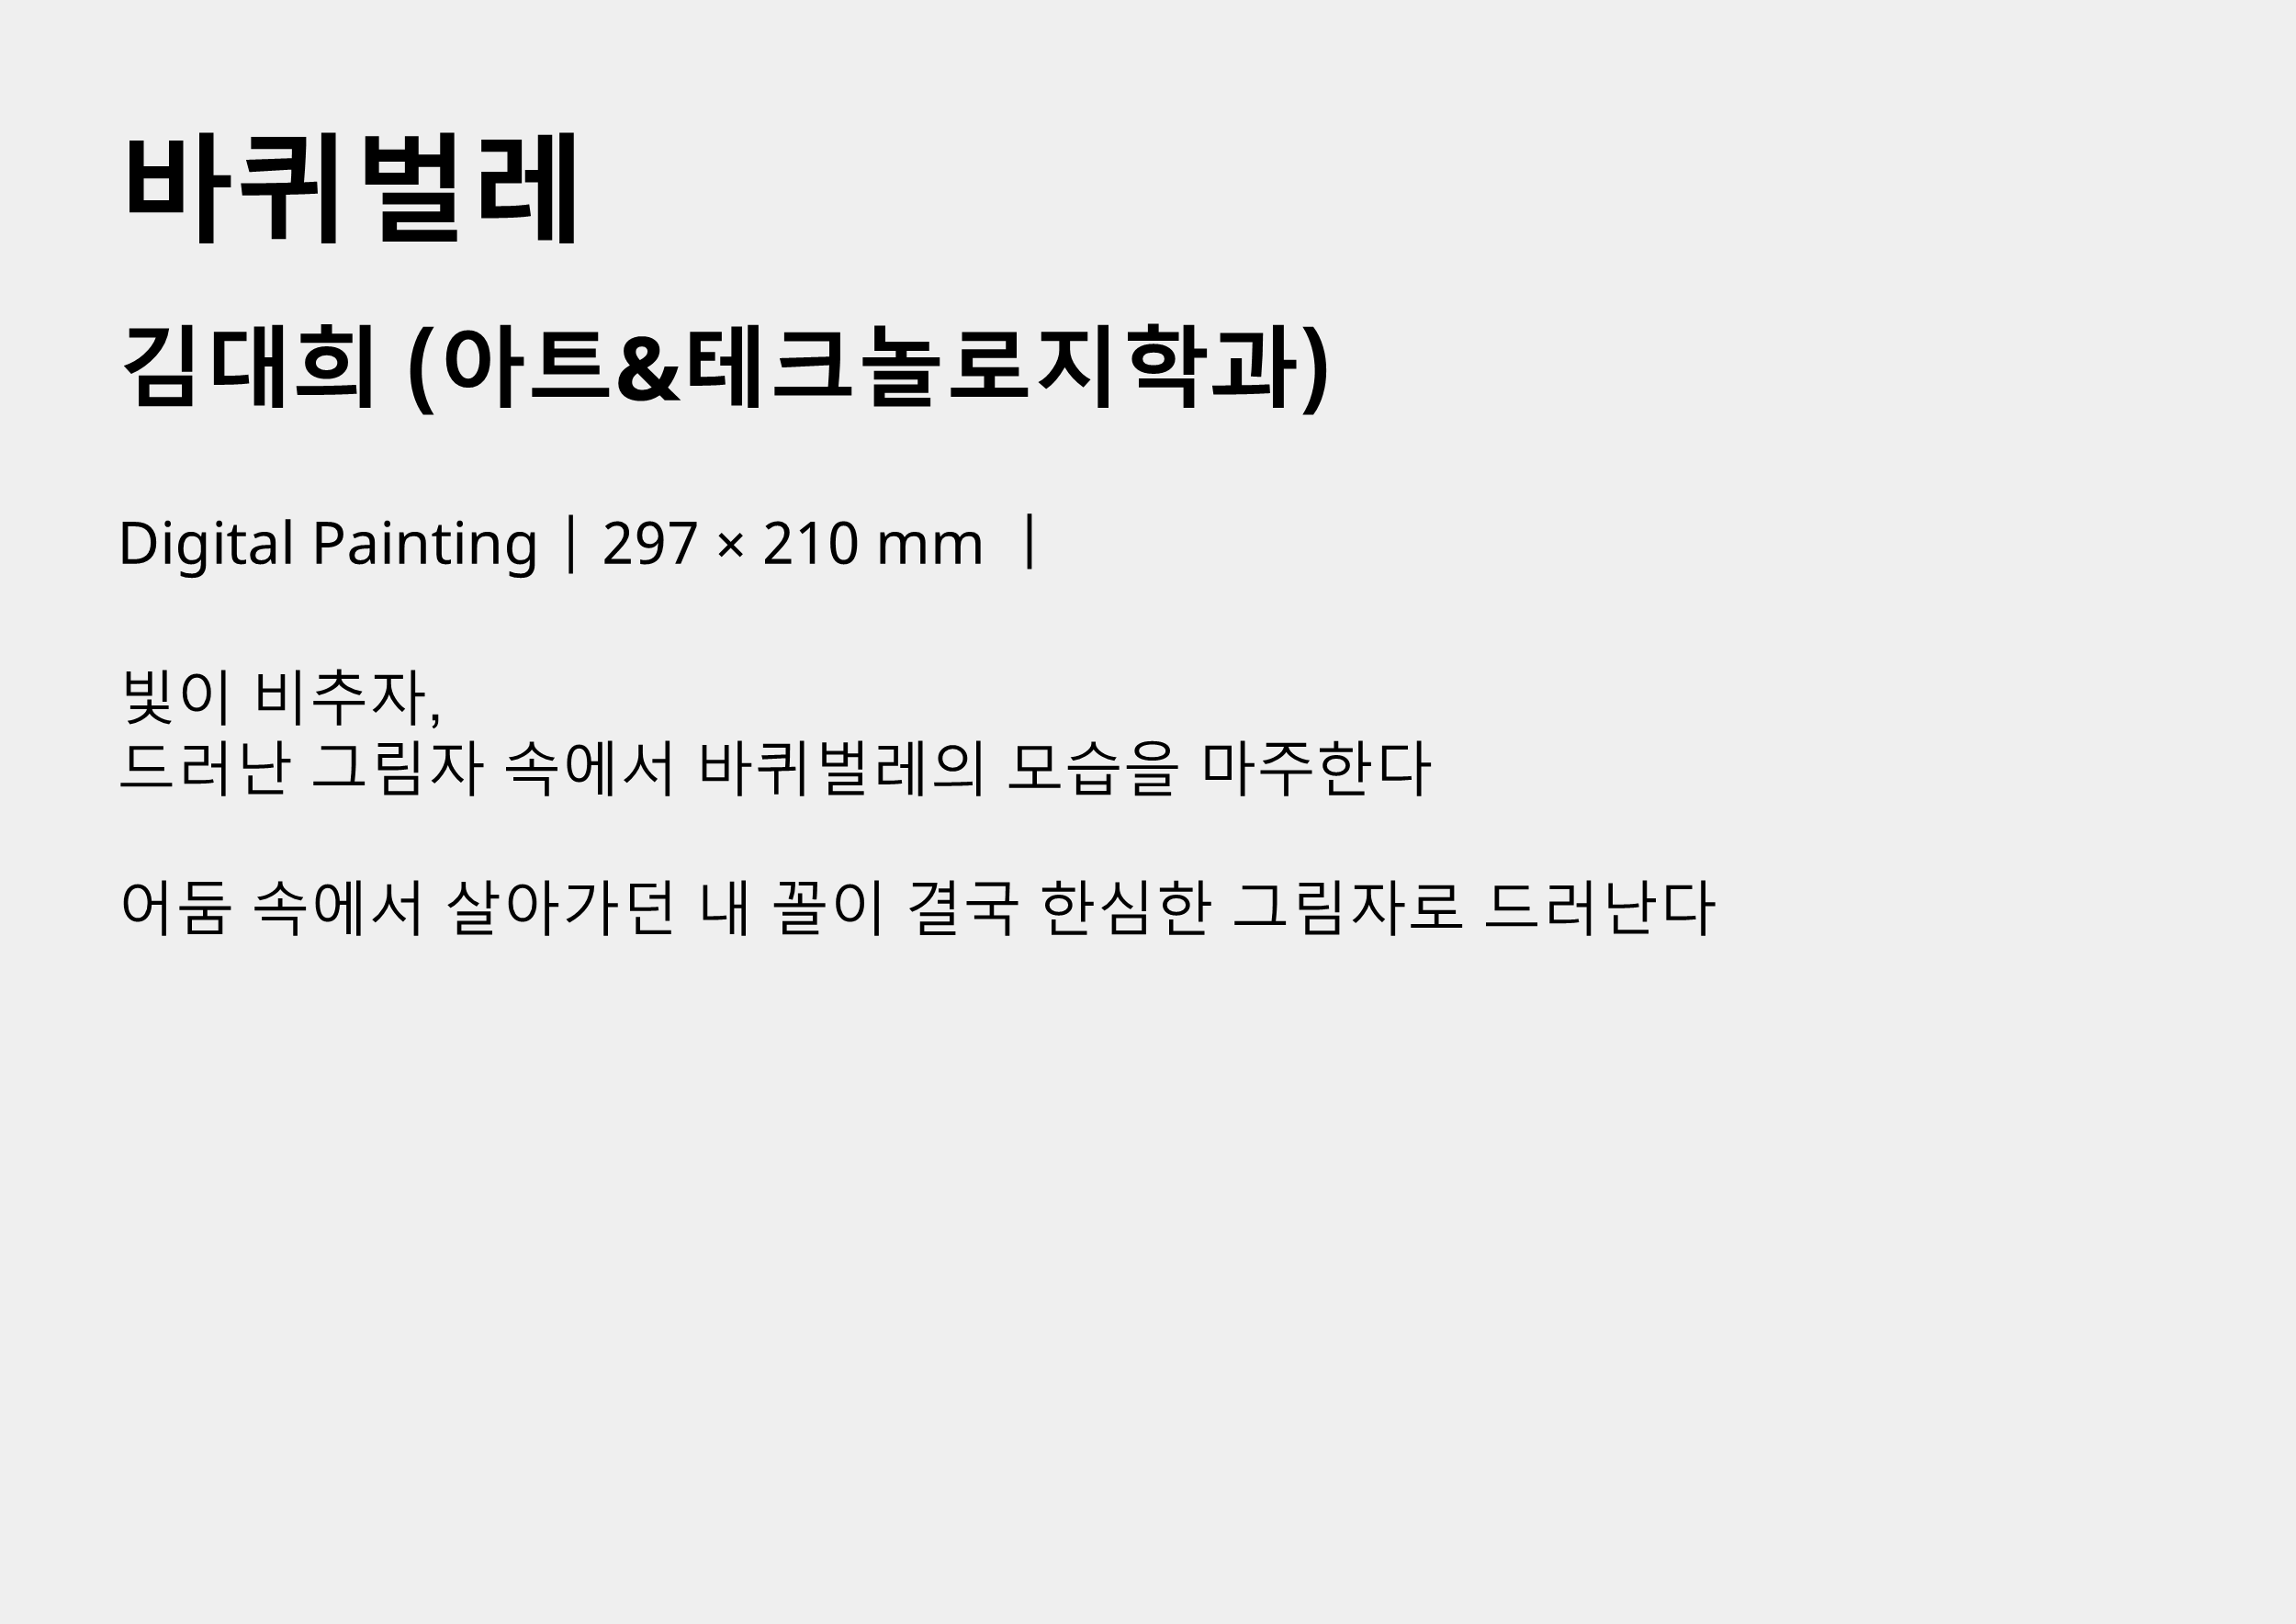 바퀴벌레
김대희 (아트&테크놀로지학과)
Digital Painting | 297 × 210 mm |
빛이 비추자,
드러난 그림자 속에서 바퀴벌레의 모습을 마주한다
어둠 속에서 살아가던 내 꼴이 결국 한심한 그림자로 드러난다